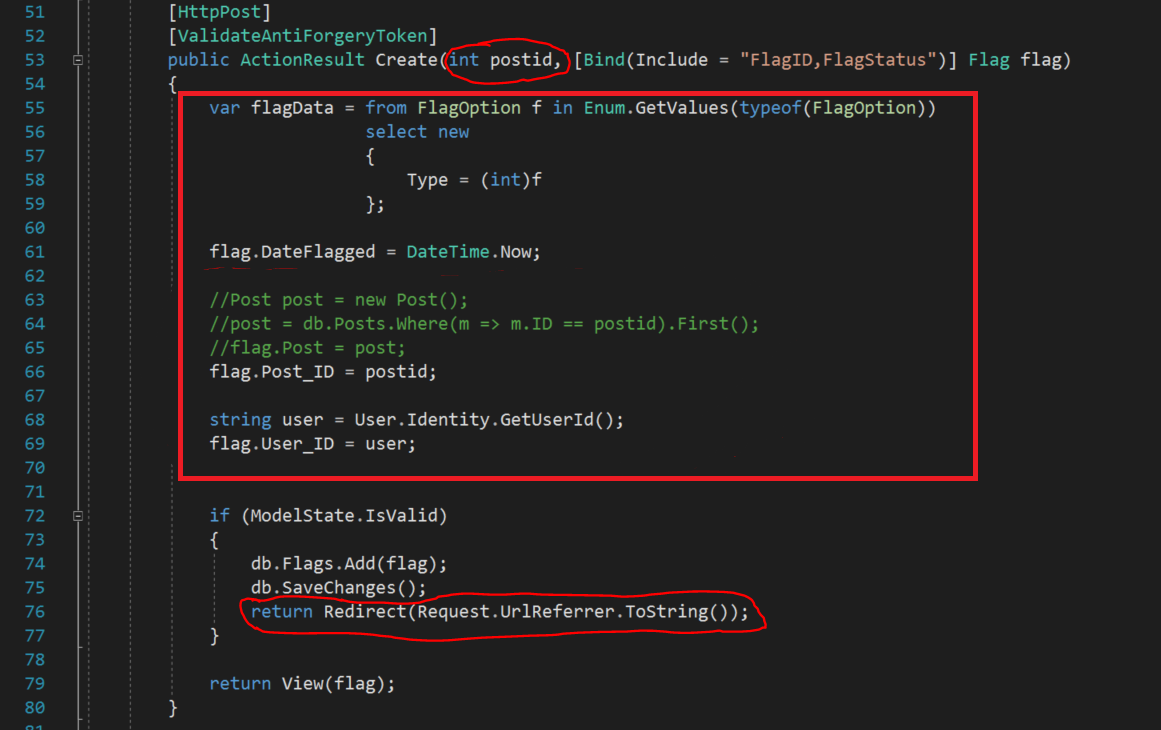 51 [HttpPost]
52 [ValidateAntiForgeryToken]
53 public ActionResult Create(int postid, [Bind(Include = "FlagID,FlagStatus")] Flag flag)
54 {
55 var flagData = from FlagOption f in Enum.GetValues(typeof(FlagOption))
56 select new
57 {
58 Type = (int)f
59 };
60
61 flag.DateFlagged = DateTime.Now;
62
63 //Post post = new Post();
64 //post = db.Posts.Where(m => m.ID == postid).First();
65 //flag.Post = post;
66 flag.Post_ID = postid;
67
68 string user = User.Identity.GetUserId();
69 flag.User_ID = user;
70
71
72 if (ModelState.IsValid)
73 {
74 db.Flags.Add(flag);
75 db.SaveChanges();
76 return Redirect(Request.UrlReferrer.ToString());
77 }
78
79 return View(flag);
80 }
81